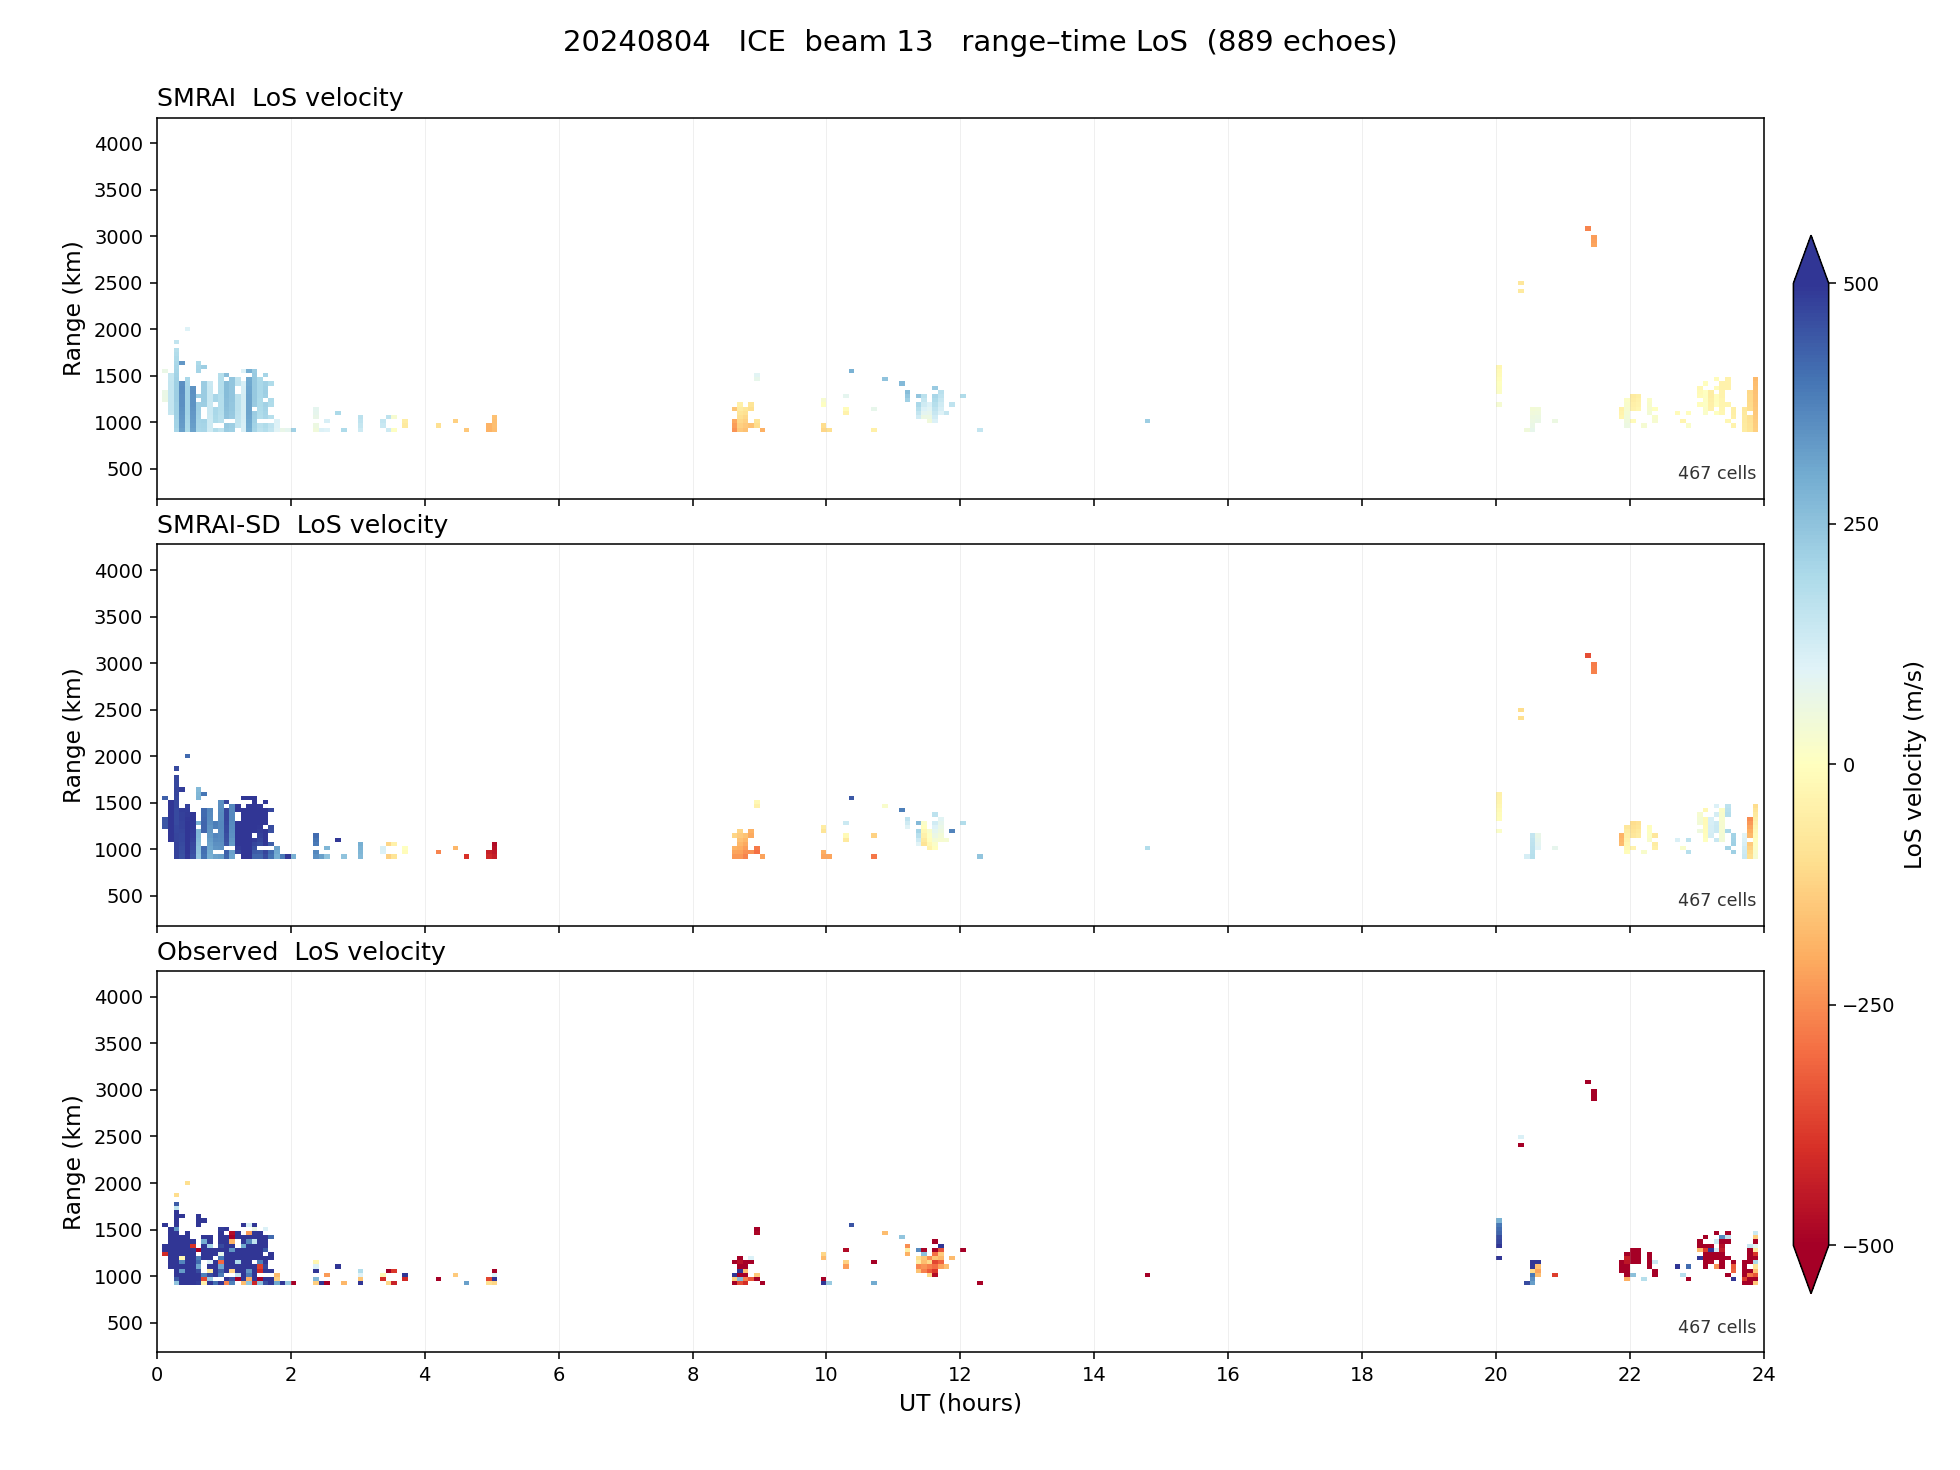 20240804   ICE  beam 13   range–time LoS  (889 echoes)
SMRAI  LoS velocity
4000
3500
3000
2500
2000
1500
1000
500
Range (km)
467 cells
SMRAI-SD  LoS velocity
4000
3500
3000
2500
2000
1500
1000
500
Range (km)
467 cells
Observed  LoS velocity
4000
3500
3000
2500
2000
1500
1000
500
Range (km)
467 cells
0 2 4 6 8 10 12 14 16 18 20 22 24
UT (hours)
500
250
0
−250
−500
LoS velocity (m/s)